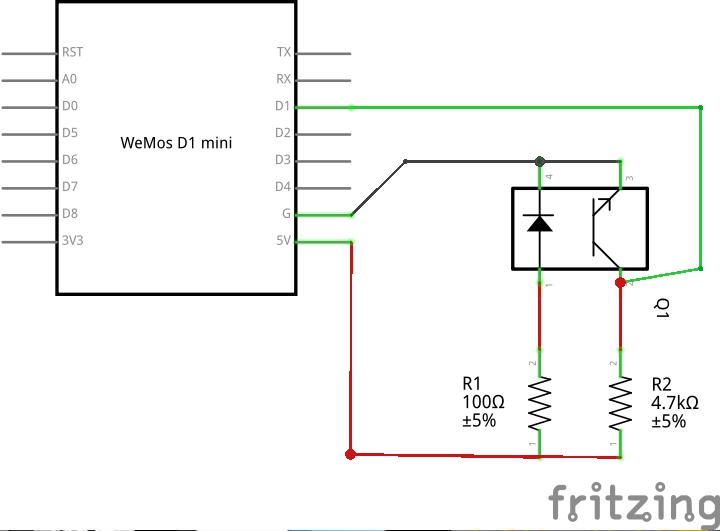 RST
A0
D0
D5
D6
D7
D8
3V3
WeMos D1 mini
TX
RX
D1
D2
D3
D4
G
5V
4
3
1
2
Q1
2
2
R1
100Ω
±5%
R2
4.7kΩ
±5%
1
1
fritzing